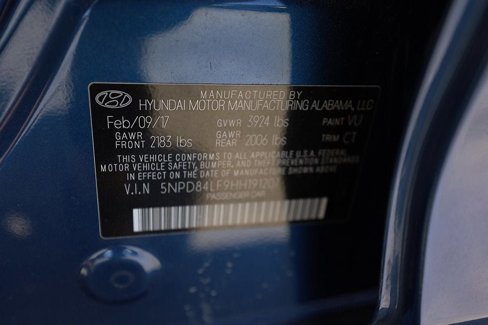 MANUFACTURED BY
HYUNDAI MOTOR MANUFACTURING ALABAMA, LLC
Feb/09/17 GVWR 3924 lbs PAINT VU
GAWR FRONT 2183 lbs GAWR REAR 2006 lbs TRIM CT
THIS VEHICLE CONFORMS TO ALL APPLICABLE U.S. FEDERAL
MOTOR VEHICLE SAFETY, BUMPER, AND THEFT PREVENTION STANDARDS
IN EFFECT ON THE DATE OF MANUFACTURE SHOWN ABOVE.
V.I.N 5NPD84LF9HH191207
PASSENGER CAR